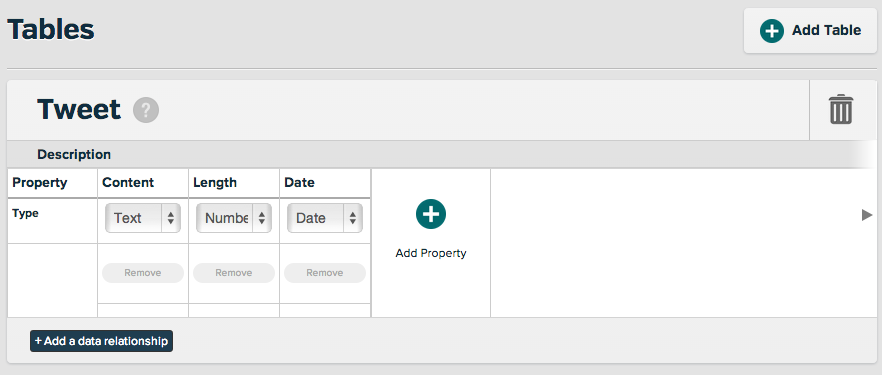 Tables
Add Table
Tweet ?
Description
Property Content Length Date
Type Text Numbe Date
Add Property
Remove Remove Remove
+ Add a data relationship